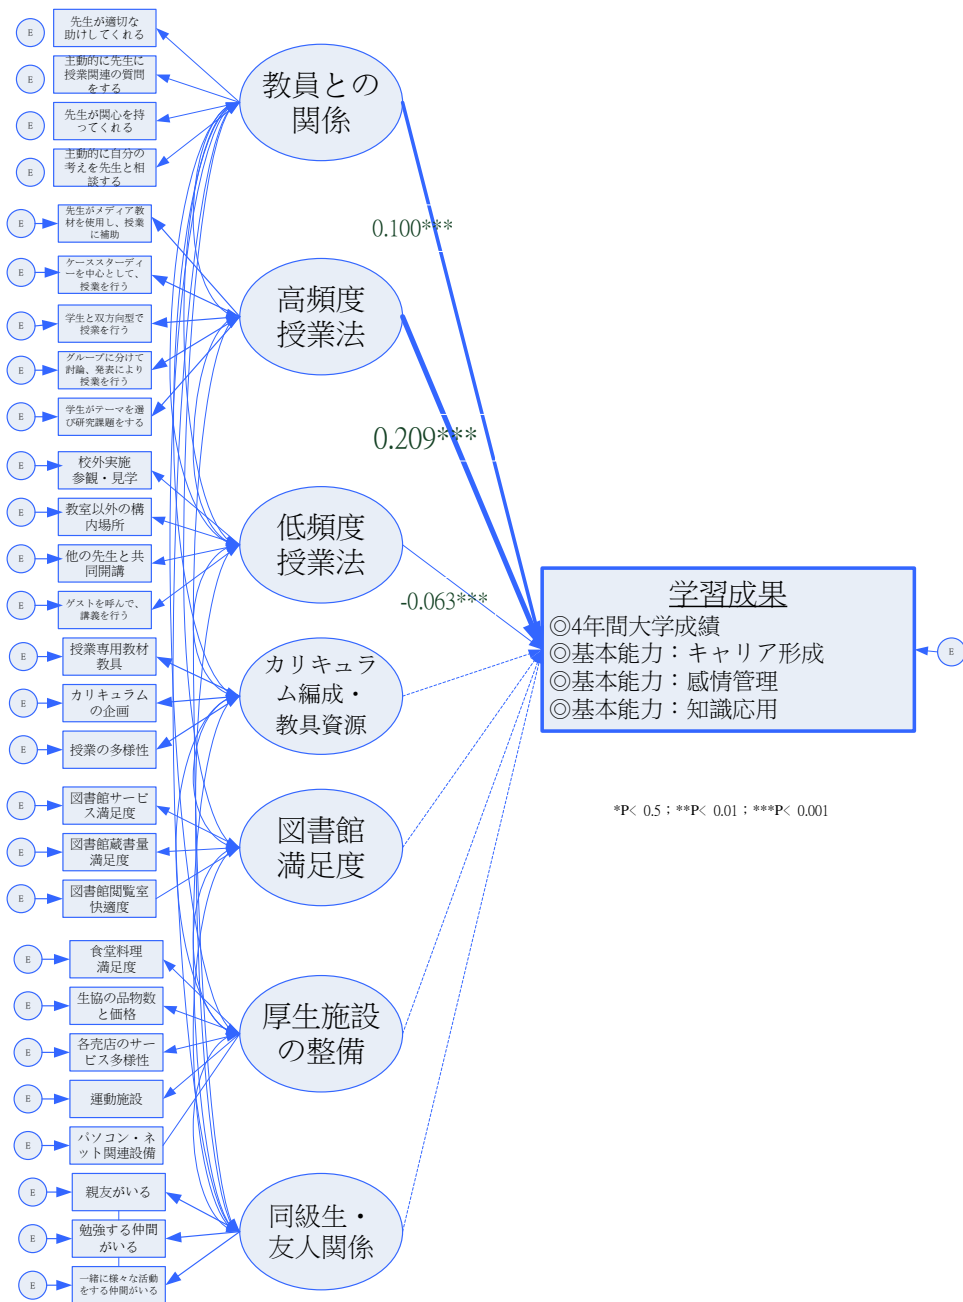 E
先生が適切な
助けしてくれる
E
主動的に先生に
授業関連の質問
をする
E
先生が関心を持
つてくれる
E
主動的に自分の
考えを先生と相
談する
教員との
関係
0.100***
E
先生がメディア教
材を使用し、授業
に補助
E
ケーススターディ
ーを中心として、
授業を行う
E
学生と双方向型で
授業を行う
E
グループに分けて
討論、発表により
授業を行う
E
学生がテーマを選
び研究課題をする
高頻度
授業法
0.209***
E
校外実施
参観・見学
E
教室以外の構
内場所
E
他の先生と共
同開講
E
ゲストを呼んで、
講義を行う
低頻度
授業法
-0.063***
E
授業専用教材
教具
E
カリキュラム
の企画
E
授業の多様性
カリキュラ
ム編成・
教具資源
学習成果
◎4年間大学成績
◎基本能力：キャリア形成
◎基本能力：感情管理
◎基本能力：知識応用
E
*P< 0.5；**P< 0.01；***P< 0.001
E
図書館サービ
ス満足度
E
図書館蔵書量
満足度
E
図書館閲覧室
快適度
図書館
満足度
E
食堂料理
満足度
E
生協の品物数
と価格
E
各売店のサー
ビス多様性
E
運動施設
E
パソコン・ネ
ット関連設備
厚生施設
の整備
E
親友がいる
E
勉強する仲間
がいる
E
一緒に様々な活動
をする仲間がいる
同級生・
友人関係